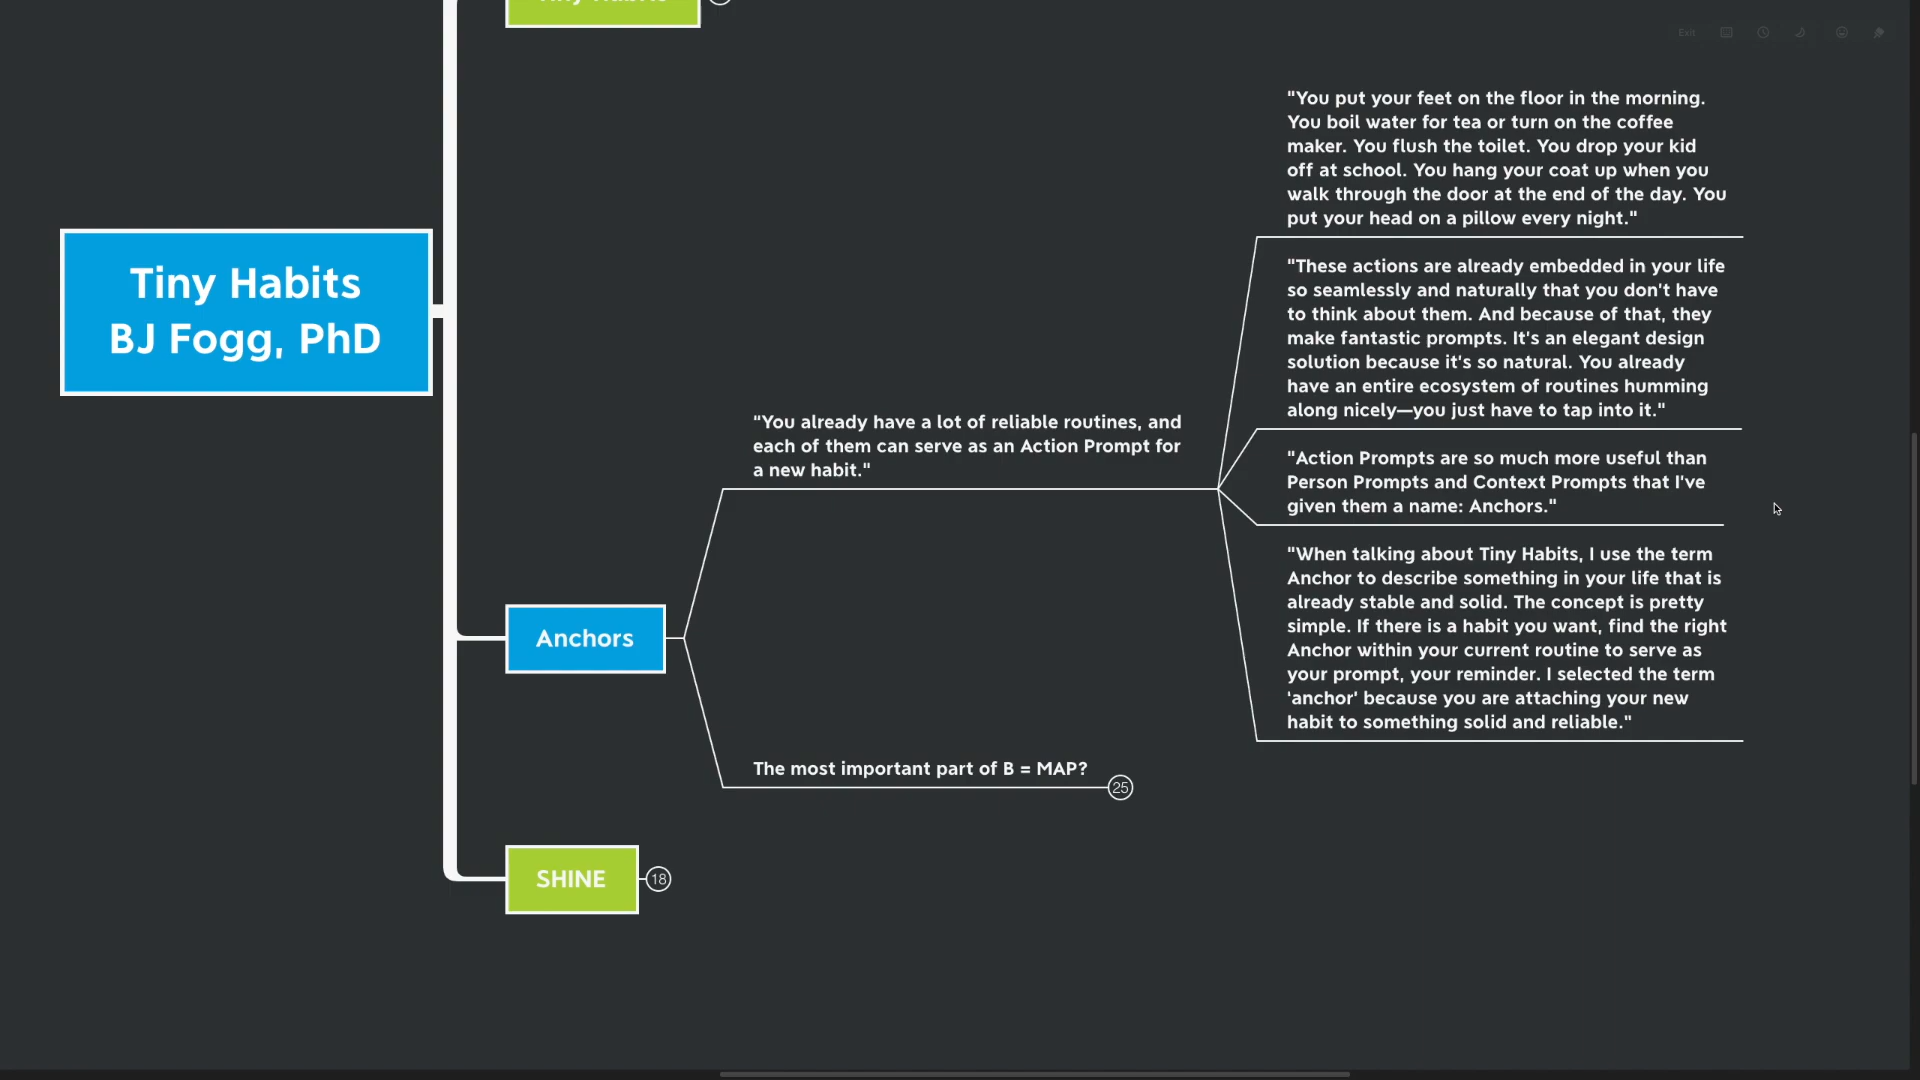 Tiny Habits
Exit
"You put your feet on the floor in the morning.
You boil water for tea or turn on the coffee
maker. You flush the toilet. You drop your kid
off at school. You hang your coat up when you
walk through the door at the end of the day. You
put your head on a pillow every night."
Tiny Habits
BJ Fogg, PhD
"These actions are already embedded in your life
so seamlessly and naturally that you don't have
to think about them. And because of that, they
make fantastic prompts. It's an elegant design
solution because it's so natural. You already
have an entire ecosystem of routines humming
along nicely—you just have to tap into it."
"You already have a lot of reliable routines, and
each of them can serve as an Action Prompt for
a new habit."
"Action Prompts are so much more useful than
Person Prompts and Context Prompts that I've
given them a name: Anchors."
"When talking about Tiny Habits, I use the term
Anchor to describe something in your life that is
already stable and solid. The concept is pretty
simple. If there is a habit you want, find the right
Anchor within your current routine to serve as
your prompt, your reminder. I selected the term
'anchor' because you are attaching your new
habit to something solid and reliable."
Anchors
The most important part of B = MAP?
25
SHINE
18